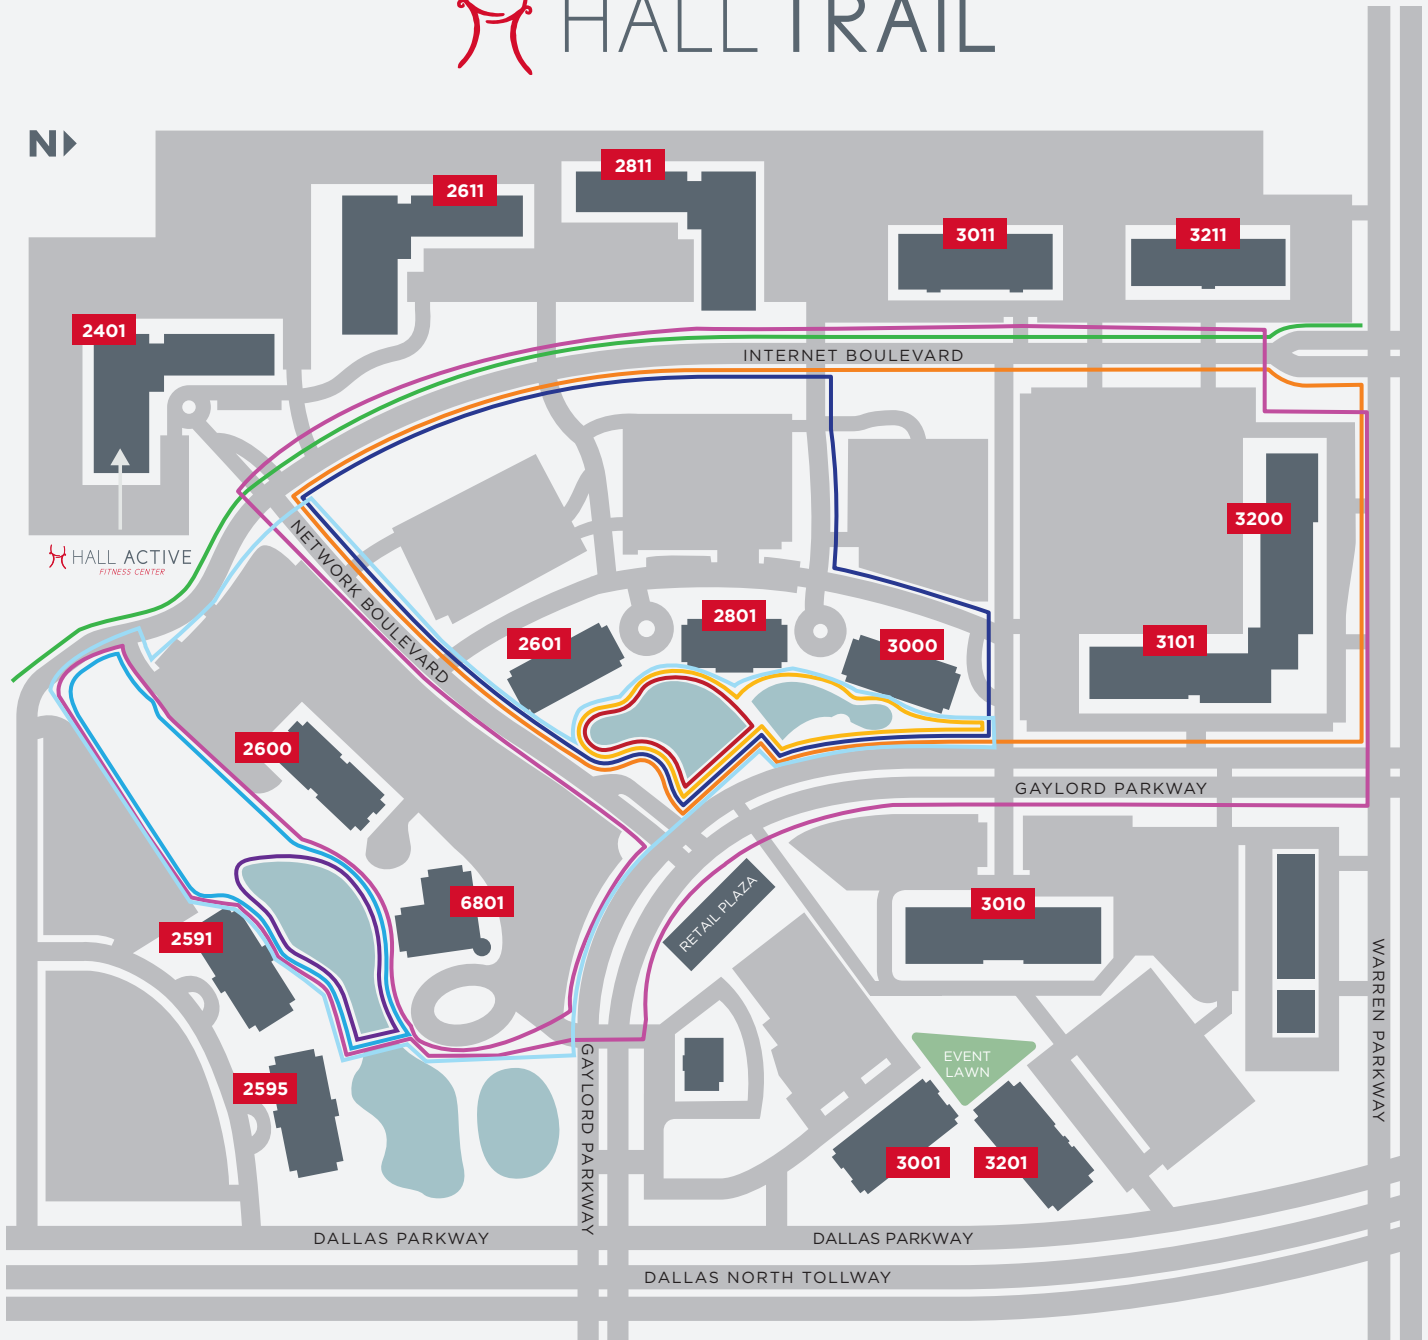 HALL TRAIL
N
2811
2611
3011
3211
2401
INTERNET BOULEVARD
HALL ACTIVE
FITNESS CENTER
NETWORK BOULEVARD
3200
2801
2601
3000
3101
2600
GAYLORD PARKWAY
6801
RETAIL PLAZA
3010
2591
WARREN PARKWAY
EVENT
LAWN
GAYLORD PARKWAY
2595
3001
3201
DALLAS PARKWAY
DALLAS PARKWAY
DALLAS NORTH TOLLWAY